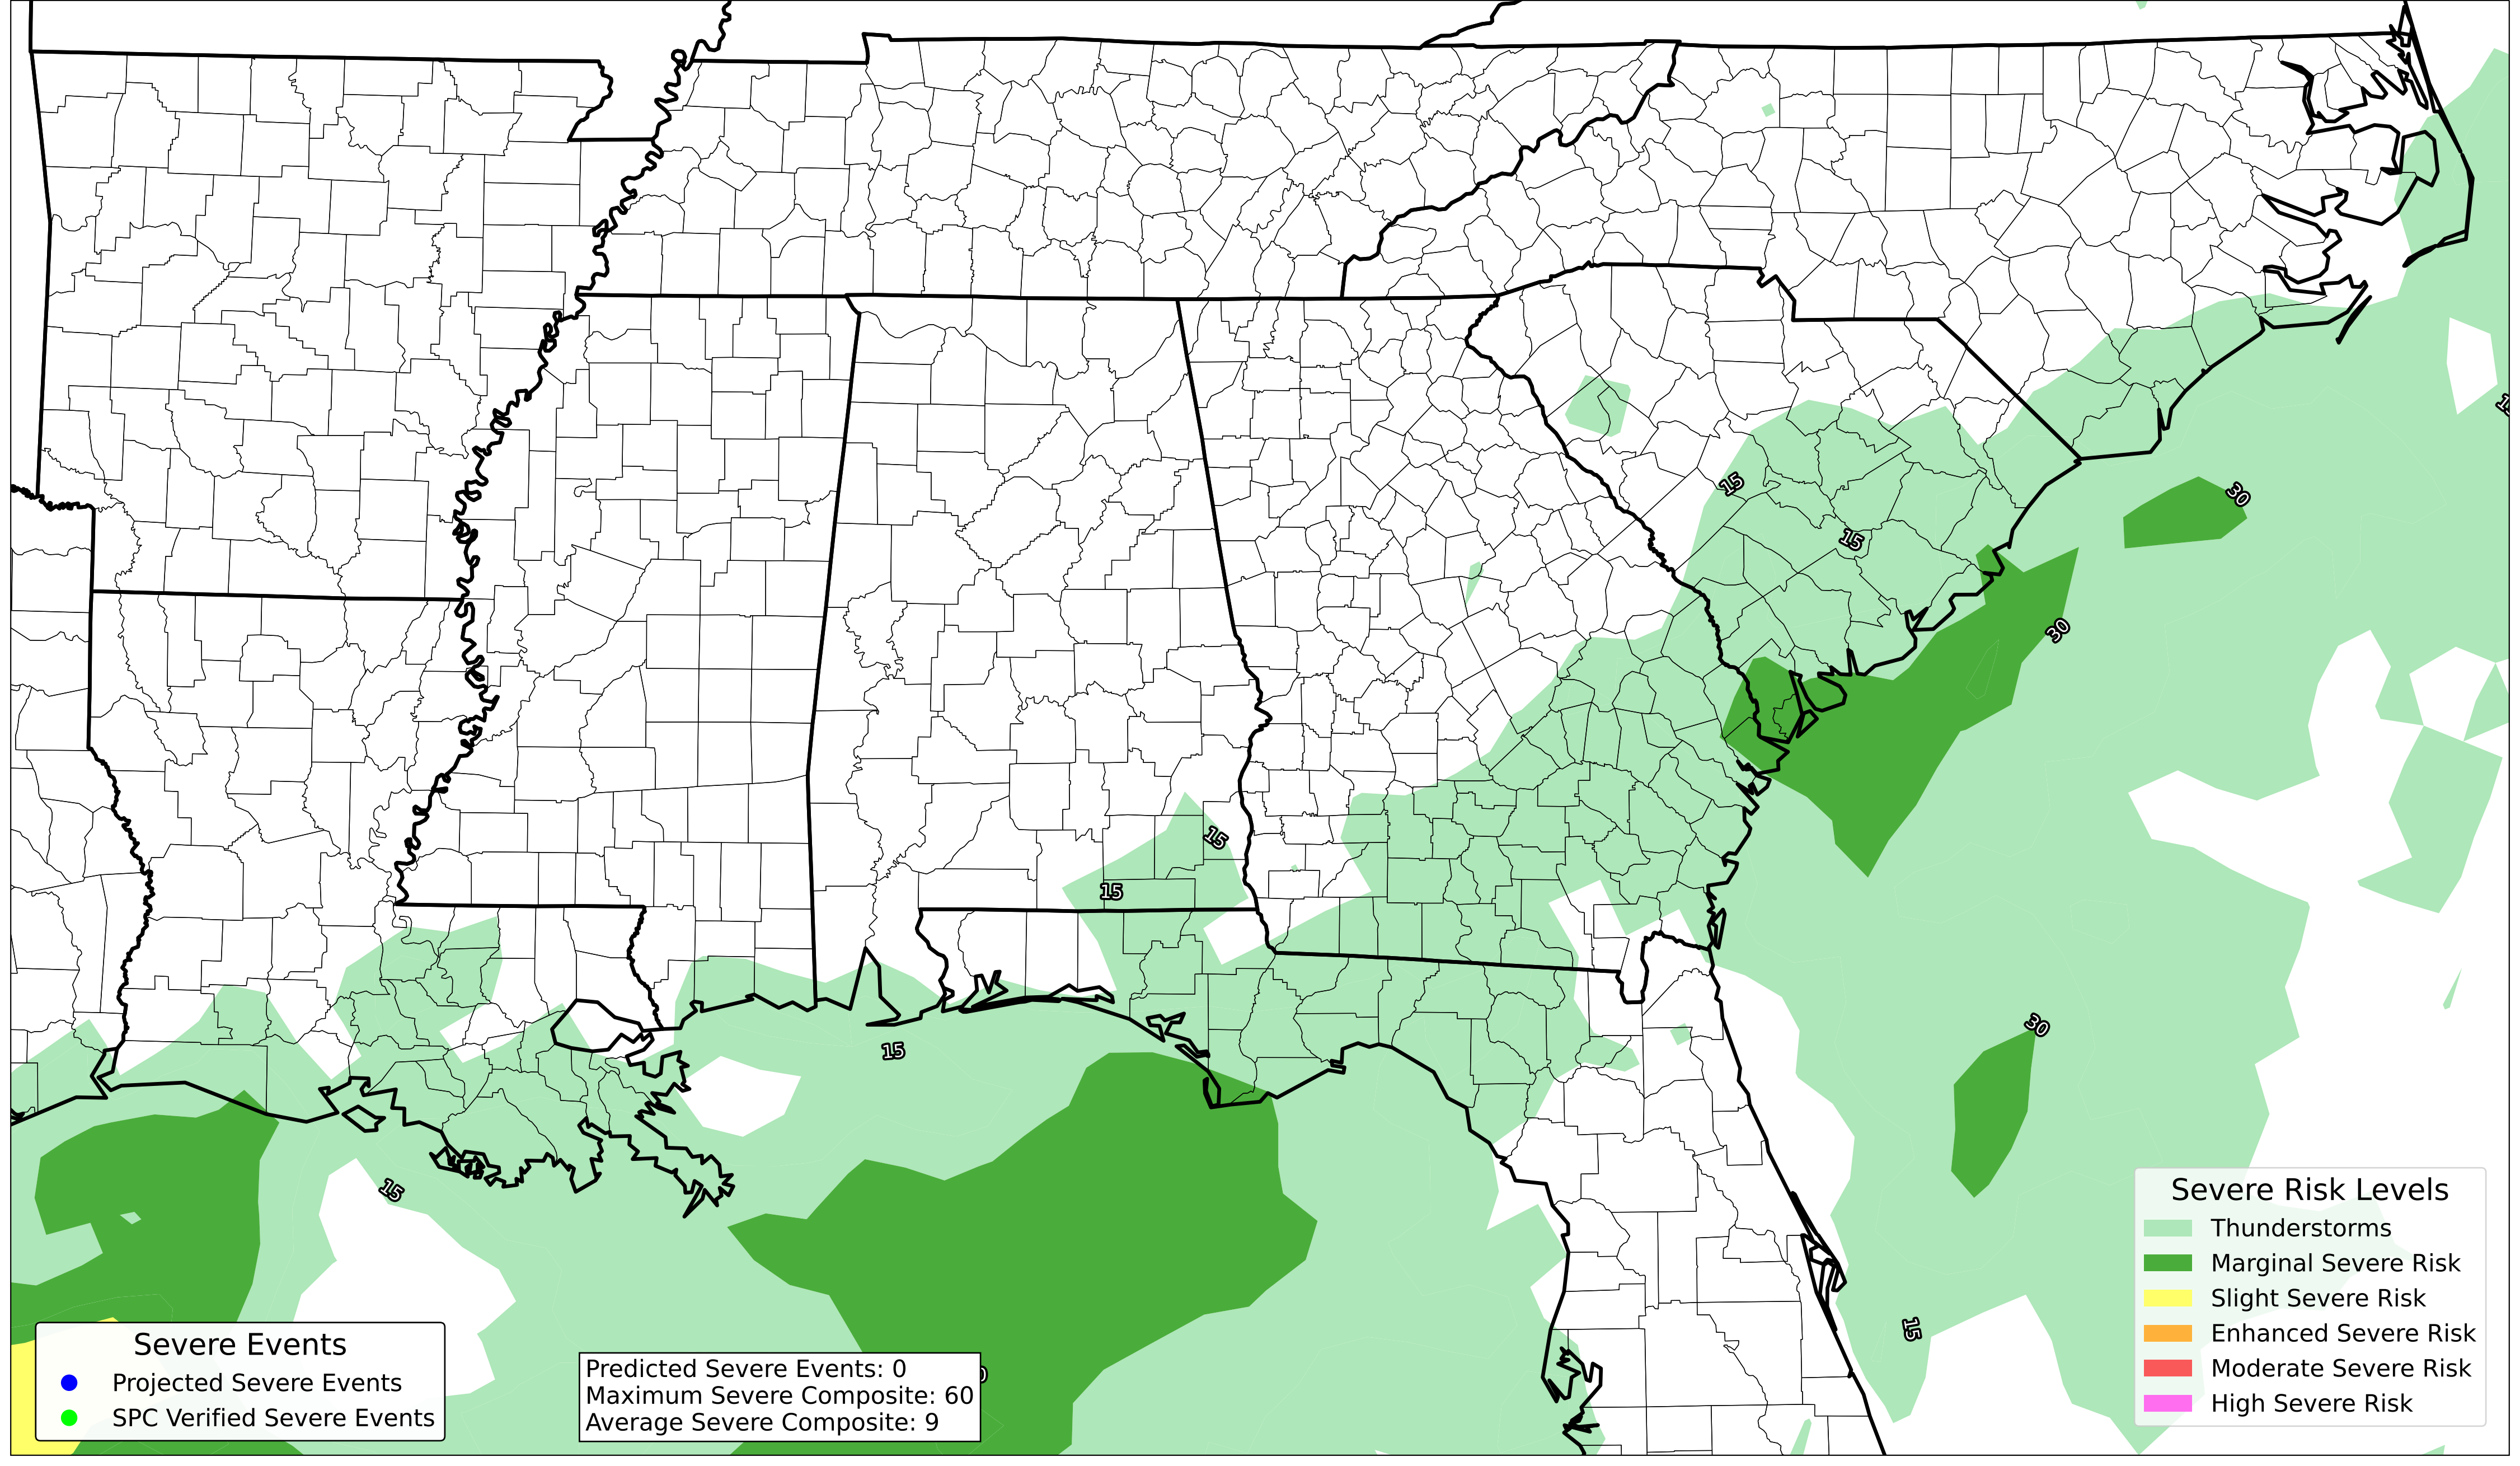 30
15
15
30
15
15
30
15
15
15
Severe Risk Levels
Thunderstorms
Marginal Severe Risk
Slight Severe Risk
Enhanced Severe Risk
Moderate Severe Risk
High Severe Risk
Severe Events
Projected Severe Events
SPC Verified Severe Events
Predicted Severe Events: 0
Maximum Severe Composite: 60
Average Severe Composite: 9